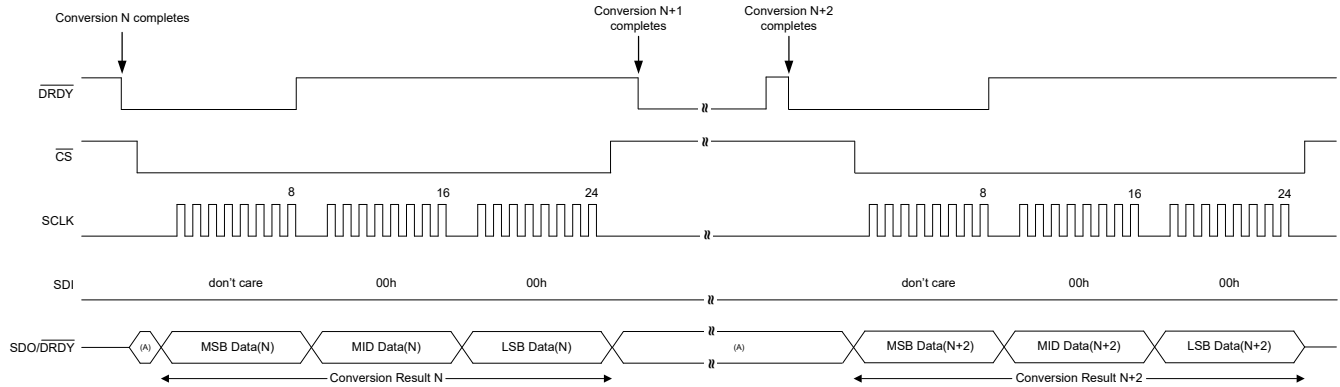 Conversion N completes
Conversion N+1
completes
Conversion N+2
completes
DRDY
CS
8
16
24
8
16
24
SCLK
SDI
don't care
00h
00h
don't care
00h
00h
SDO/DRDY
(A)
MSB Data(N)
MID Data(N)
LSB Data(N)
(A)
MSB Data(N+2)
MID Data(N+2)
LSB Data(N+2)
Conversion Result N
Conversion Result N+2